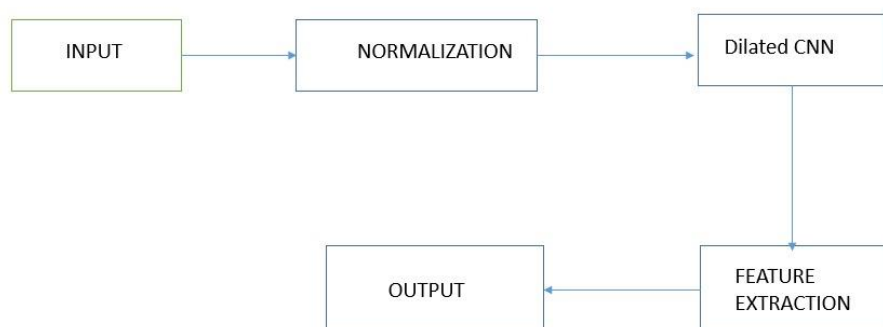 INPUT
NORMALIZATION
Dilated CNN
FEATURE
EXTRACTION
OUTPUT